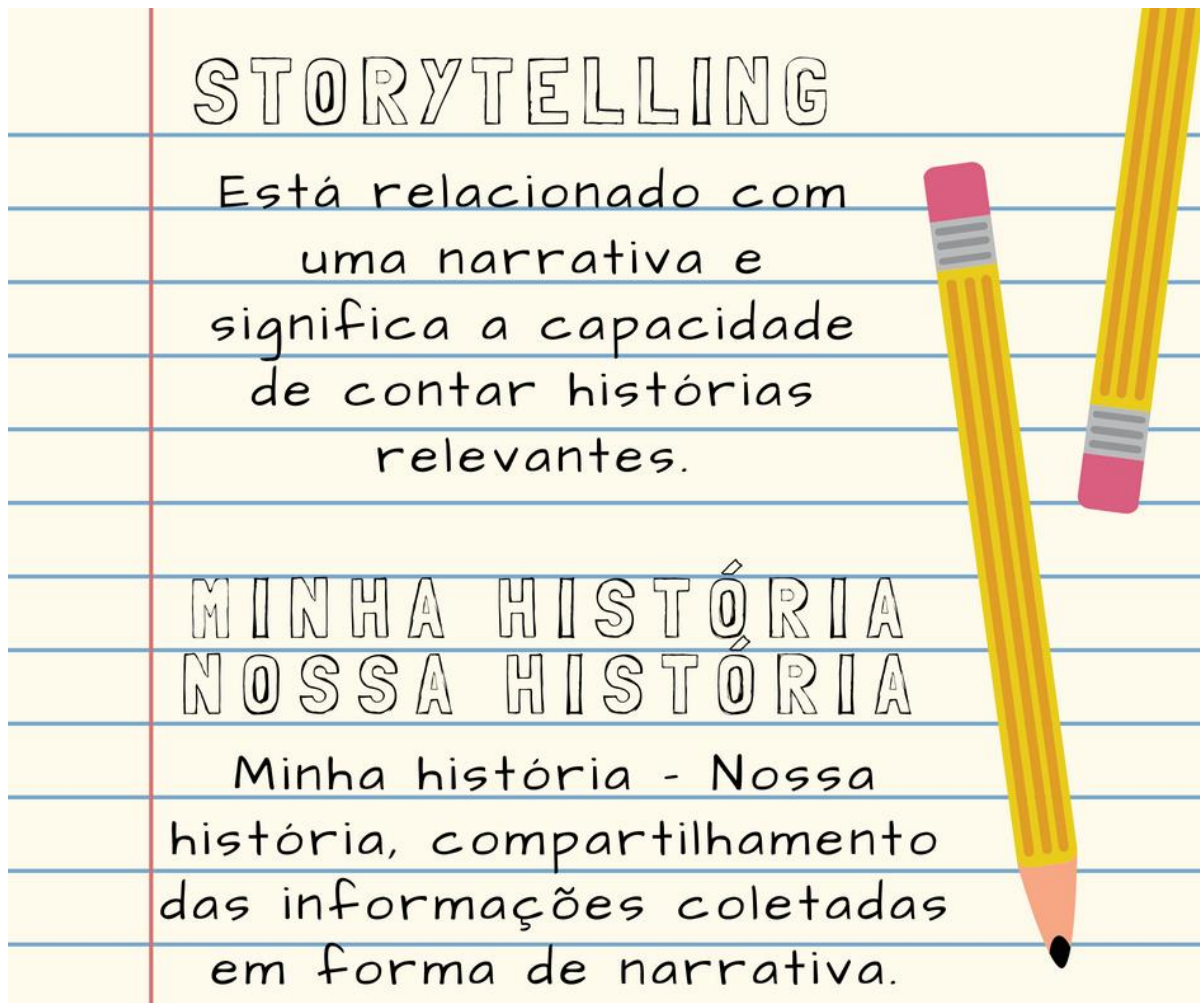 STORYTELLING
Está relacionado com
uma narrativa e
significa a capacidade
de contar histórias
relevantes.
MINHA HISTÓRIA
NOSSA HISTÓRIA
Minha história - Nossa
história, compartilhamento
das informações coletadas
em forma de narrativa.